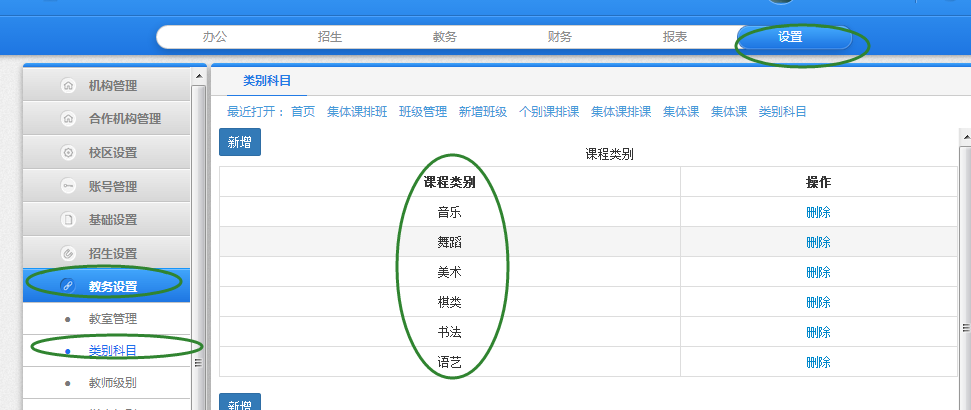 办公 招生 教务 财务 报表 设置
机构管理
合作机构管理
校区设置
账号管理
基础设置
招生设置
教务设置
教室管理
类别科目
教师级别
类别科目
最近打开： 首页 集体课排班 班级管理 新增班级 个别课排课 集体课排课 集体课 集体课 类别科目
新增
课程类别
课程类别 操作
音乐 删除
舞蹈 删除
美术 删除
棋类 删除
书法 删除
语艺 删除
新增